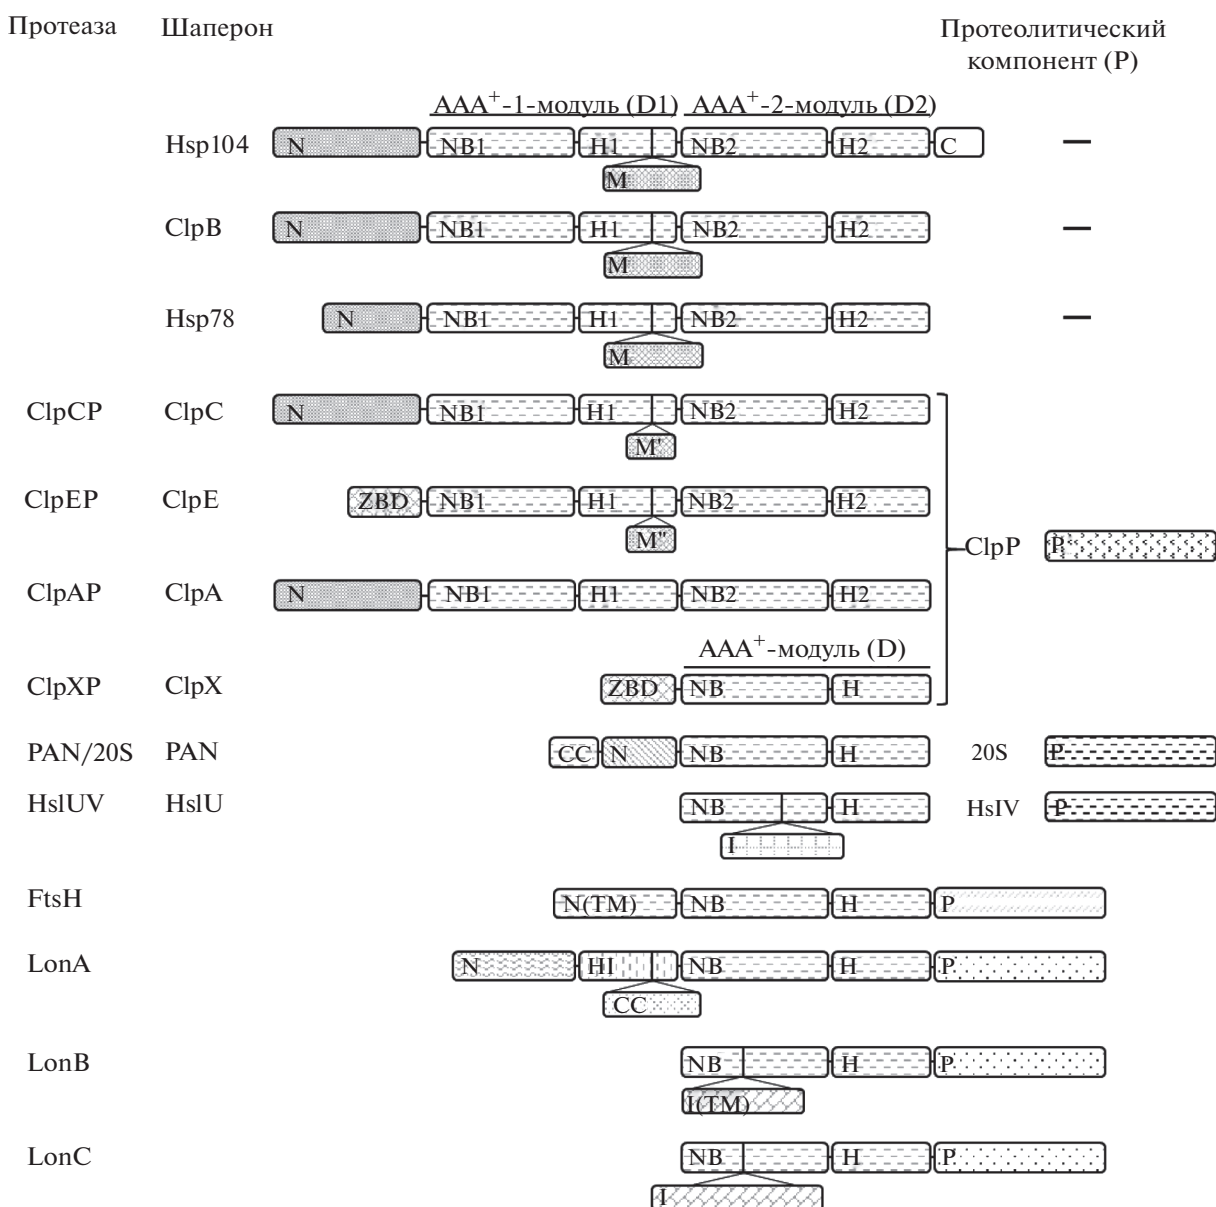 Протеаза Шаперон Протеолитический
компонент (P)
AAA+-1-модуль (D1) AAA+-2-модуль (D2)
Hsp104 N NB1 H1 NB2 H2 C —
M
ClpB N NB1 H1 NB2 H2 —
M
Hsp78 N NB1 H1 NB2 H2 —
M
ClpCP ClpC N NB1 H1 NB2 H2
M'
ClpEP ClpE ZBD NB1 H1 NB2 H2
M"
ClpP P
ClpAP ClpA N NB1 H1 NB2 H2
AAA+-модуль (D)
ClpXP ClpX ZBD NB H
PAN/20S PAN CC N NB H 20S P
HslUV HslU NB H HsIV P
I
FtsH N(TM) NB H P
LonA N HI NB H P
CC
LonB NB H P
I(TM)
LonC NB H P
I